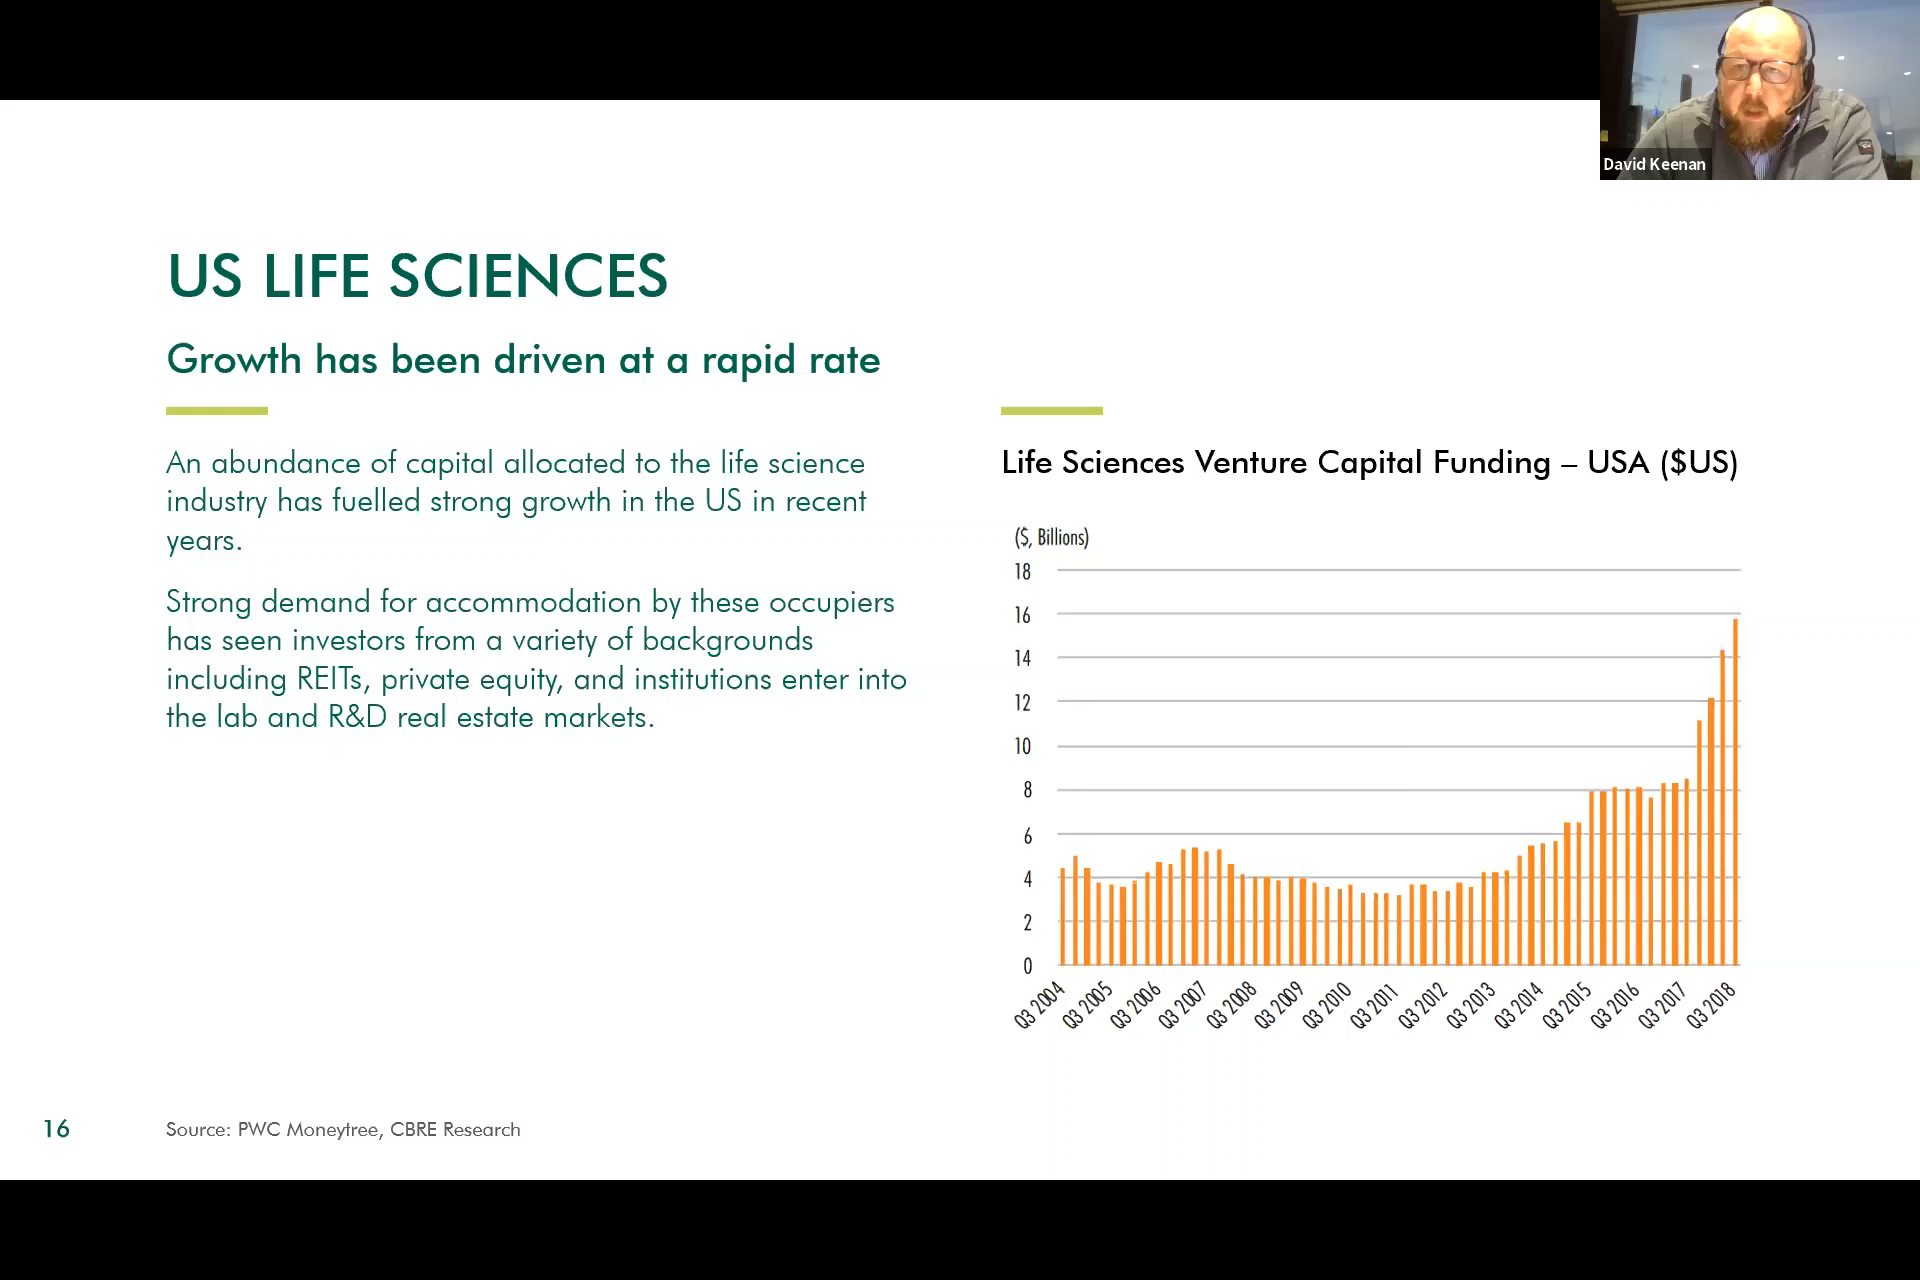 David Keenan
US LIFE SCIENCES
Growth has been driven at a rapid rate
An abundance of capital allocated to the life science
industry has fuelled strong growth in the US in recent
years.
Strong demand for accommodation by these occupiers
has seen investors from a variety of backgrounds
including REITs, private equity, and institutions enter into
the lab and R&D real estate markets.
Life Sciences Venture Capital Funding – USA ($US)
($, Billions)
18
16
14
12
10
8
6
4
2
0
Q3 2004
Q3 2005
Q3 2006
Q3 2007
Q3 2008
Q3 2009
Q3 2010
Q3 2011
Q3 2012
Q3 2013
Q3 2014
Q3 2015
Q3 2016
Q3 2017
Q3 2018
16
Source: PWC Moneytree, CBRE Research